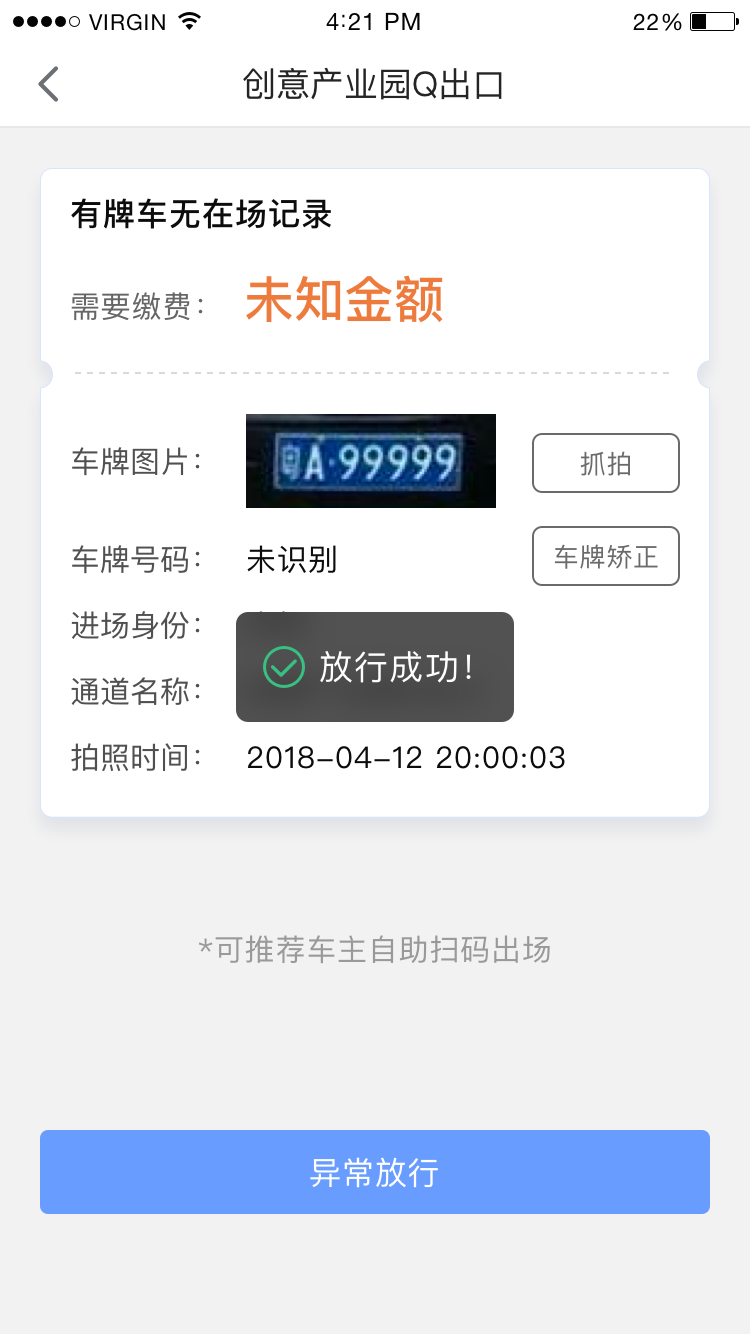 VIRGIN 4:21 PM 22%
创意产业园Q出口
有牌车无在场记录
需要缴费： 未知金额
车牌图片： 粤A·99999 抓拍
车牌号码： 未识别 车牌矫正
进场身份：
放行成功！
通道名称：
拍照时间： 2018-04-12 20:00:03
*可推荐车主自助扫码出场
异常放行